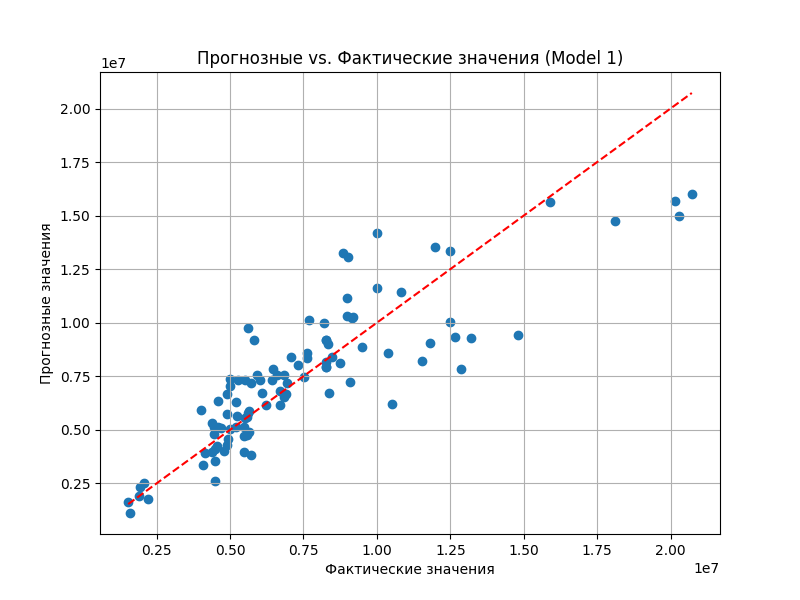 Прогнозные vs. Фактические значения (Model 1)
1e7
2.00
1.75
1.50
1.25
1.00
0.75
0.50
0.25
Прогнозные значения
0.25 0.50 0.75 1.00 1.25 1.50 1.75 2.00
1e7
Фактические значения